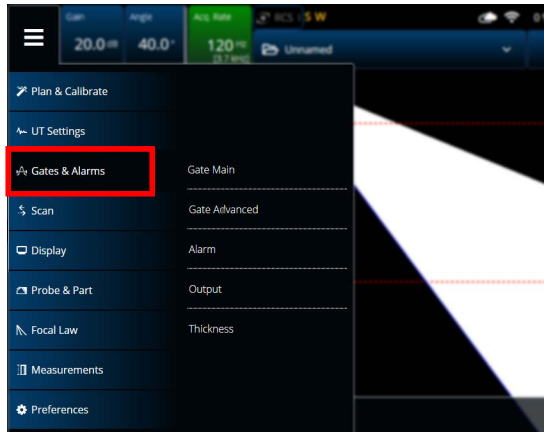 Gain
Angle
Acq. Rate
S W
20.0 dB
40.0°
120 Hz
Unnamed
Plan & Calibrate
UT Settings
Gates & Alarms
Gate Main
Scan
Gate Advanced
Display
Alarm
Probe & Part
Output
Focal Law
Thickness
Measurements
Preferences